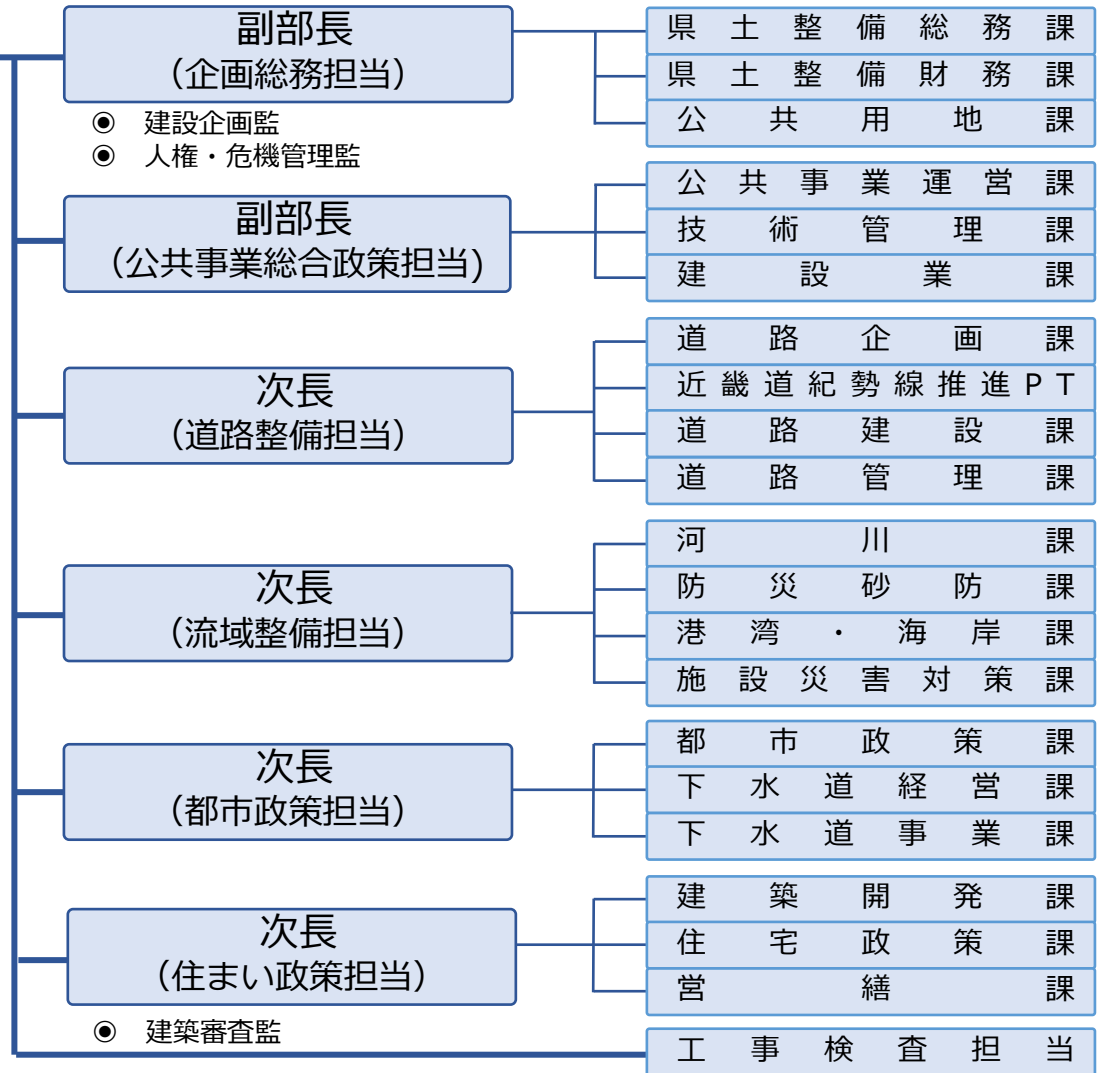 副部長
（企画総務担当）
◉ 建設企画監
◉ 人権・危機管理監
県土整備総務課
県土整備財務課
公共用地課
副部長
（公共事業総合政策担当)
公共事業運営課
技術管理課
建設業課
次長
（道路整備担当）
道路企画課
近畿道紀勢線推進PT
道路建設課
道路管理課
次長
（流域整備担当）
河川課
防災砂防課
港湾・海岸課
施設災害対策課
次長
（都市政策担当）
都市政策課
下水道経営課
下水道事業課
次長
（住まい政策担当）
◉ 建築審査監
建築開発課
住宅政策課
営繕課
工事検査担当